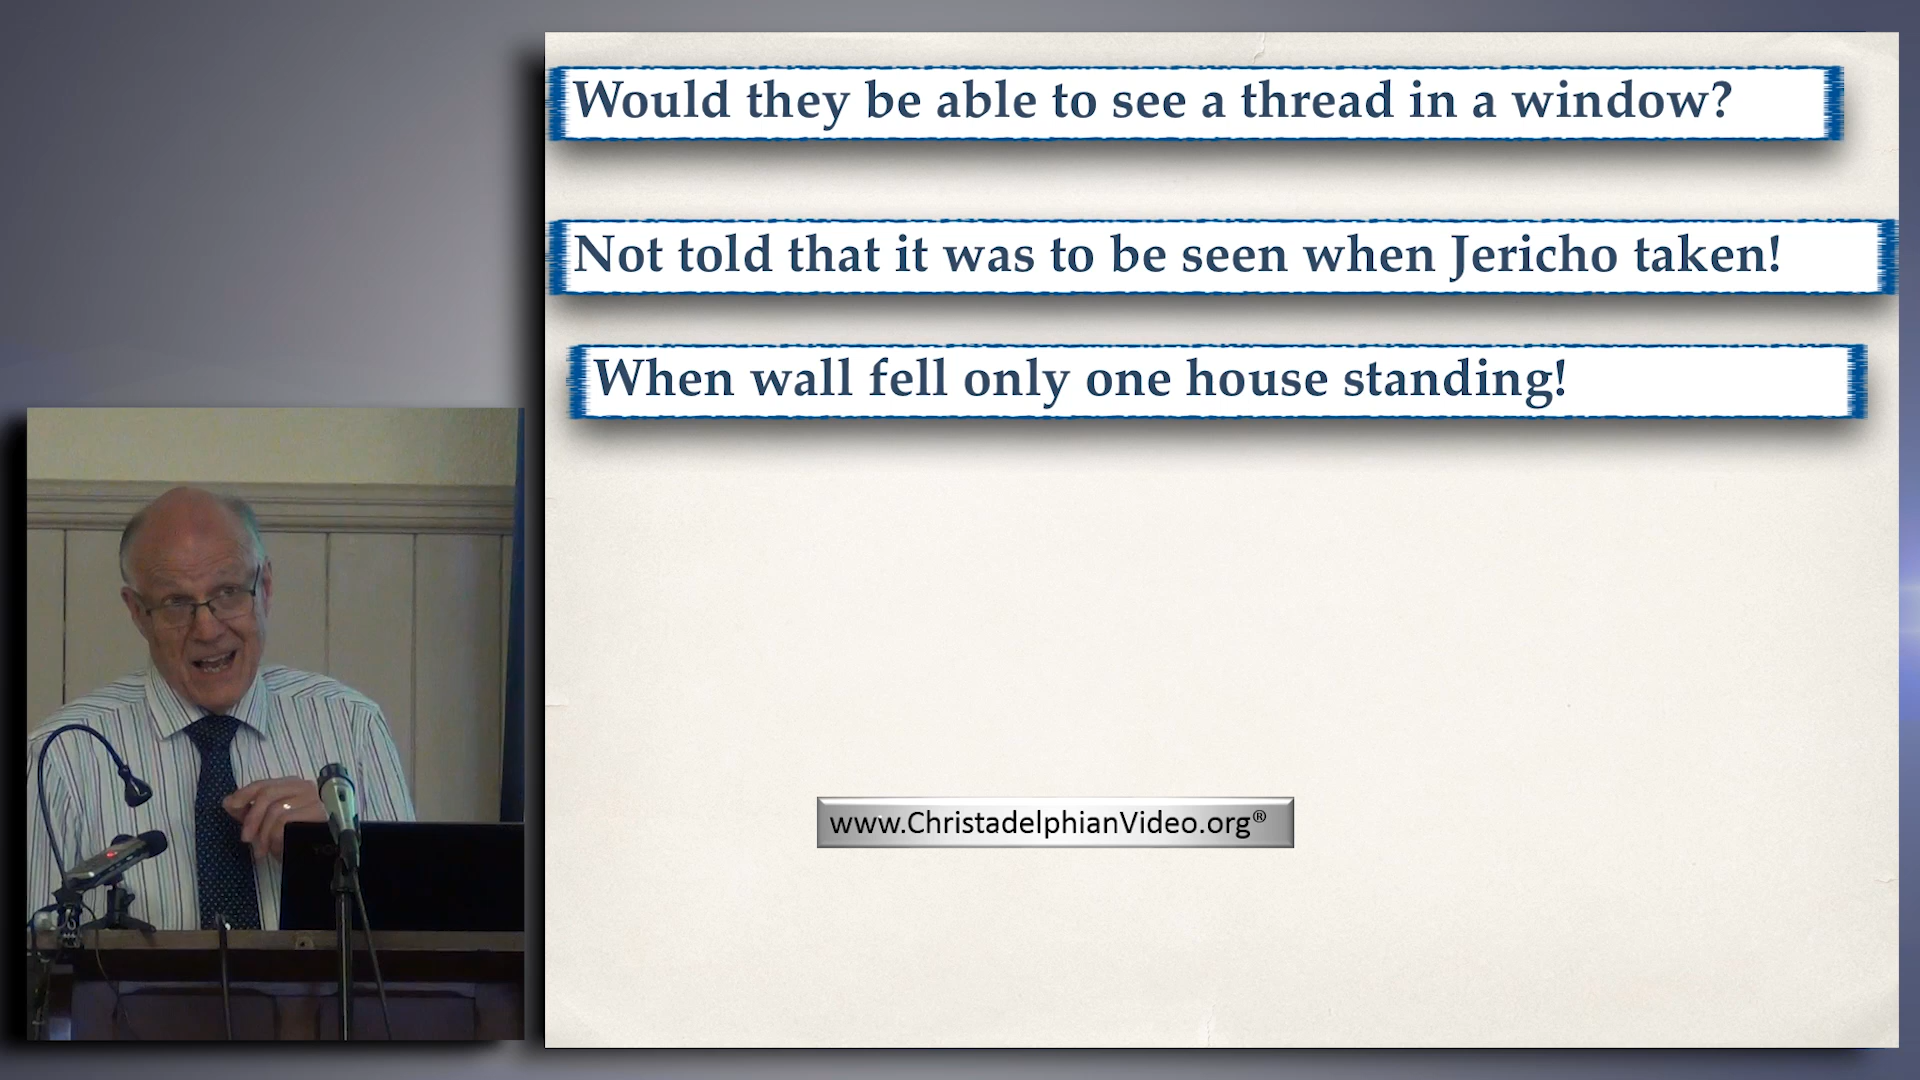 Would they be able to see a thread in a window?
Not told that it was to be seen when Jericho taken!
When wall fell only one house standing!
www.ChristadelphianVideo.org®